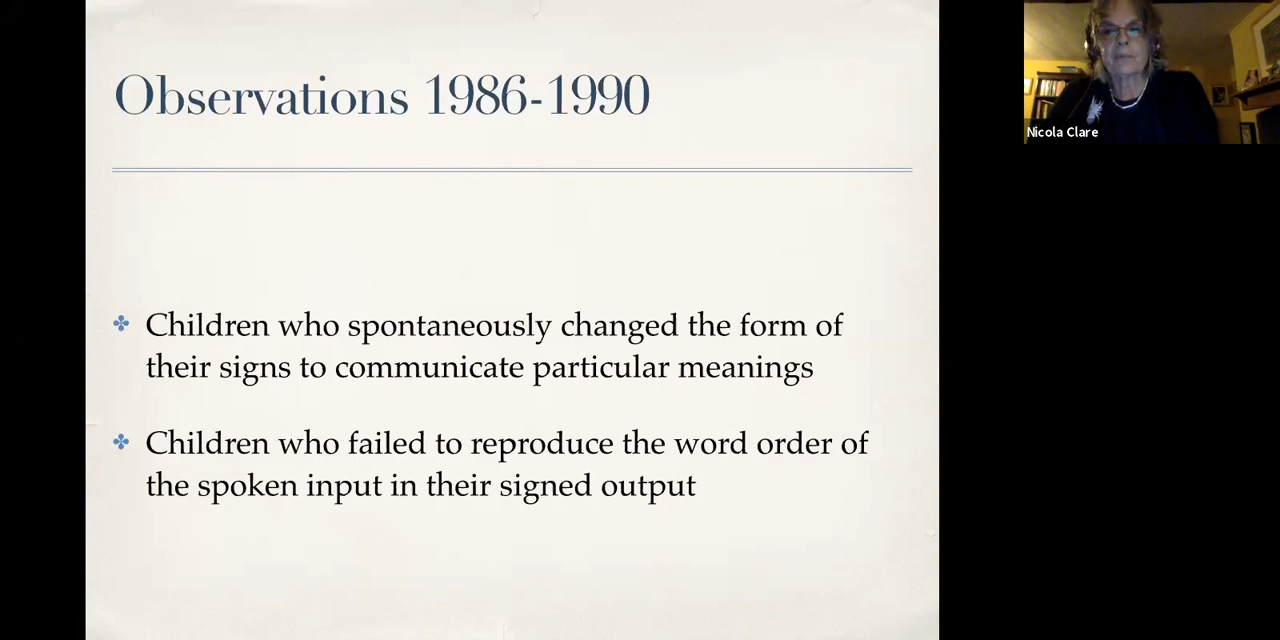 Observations 1986-1990
Children who spontaneously changed the form of
their signs to communicate particular meanings
Children who failed to reproduce the word order of
the spoken input in their signed output
Nicola Clare